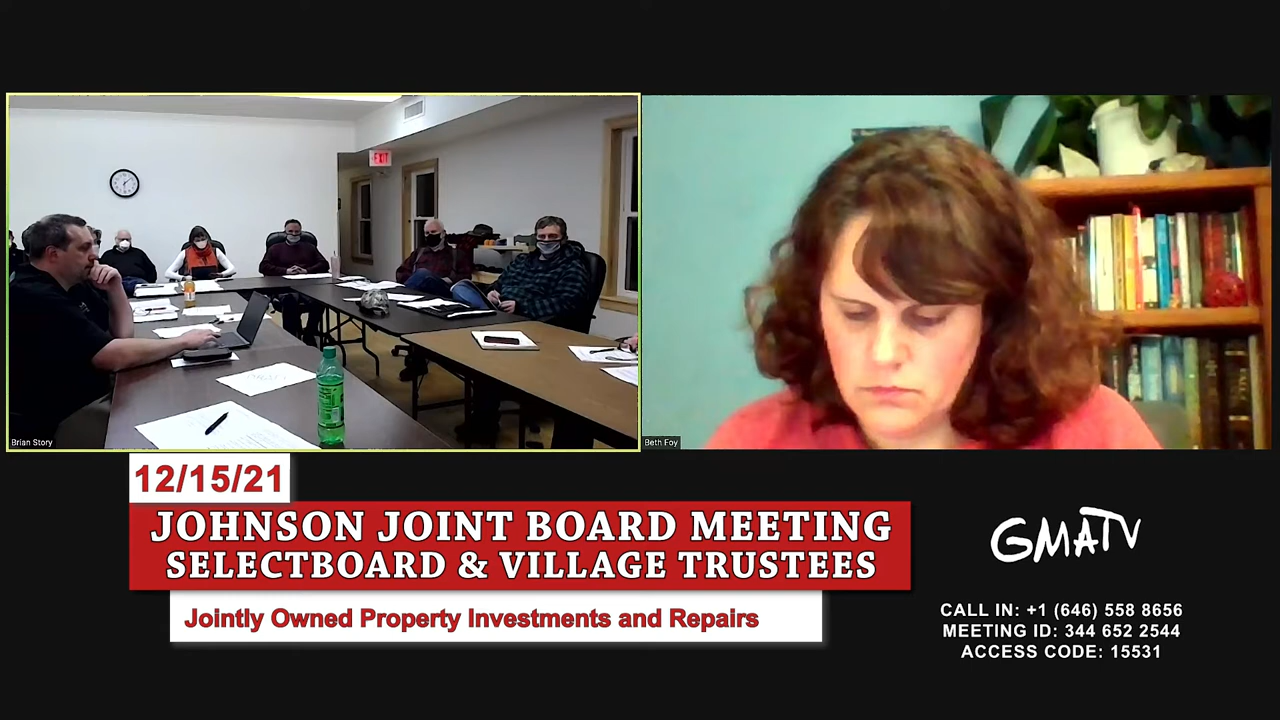 EXIT
Brian Story
Beth Foy
12/15/21
JOHNSON JOINT BOARD MEETING
SELECTBOARD & VILLAGE TRUSTEES
Jointly Owned Property Investments and Repairs
GMATV
CALL IN: +1 (646) 558 8656
MEETING ID: 344 652 2544
ACCESS CODE: 15531